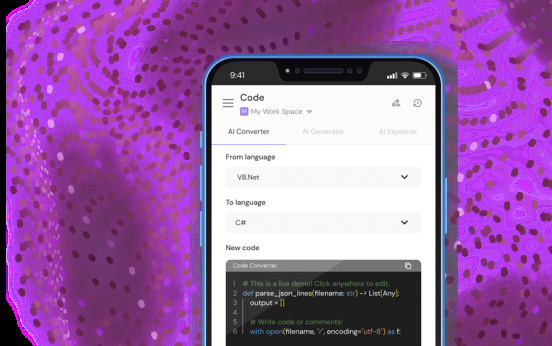 9:41
Code
M My Work Space
AI Converter AI Generator AI Explainer
From language
VB.Net
To language
C#
New code
Code Converter
1 # This is a live demo! Click anywhere to edit.
2 def parse_json_lines(filename: str) -> List[Any]:
3 output = []
4
5 # Write code or comments!
6 with open(filename, "r", encoding="utf-8") as f: